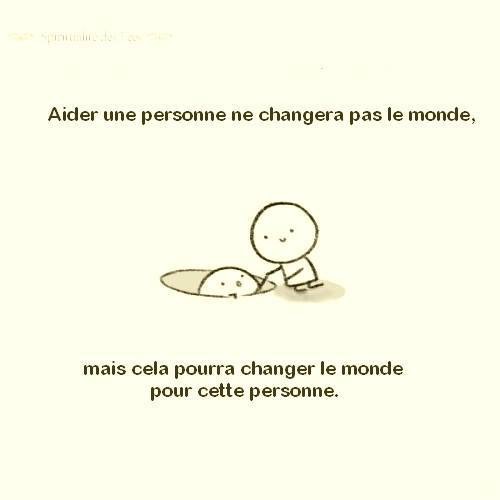 Aider une personne ne changera pas le monde,
mais cela pourra changer le monde
pour cette personne.